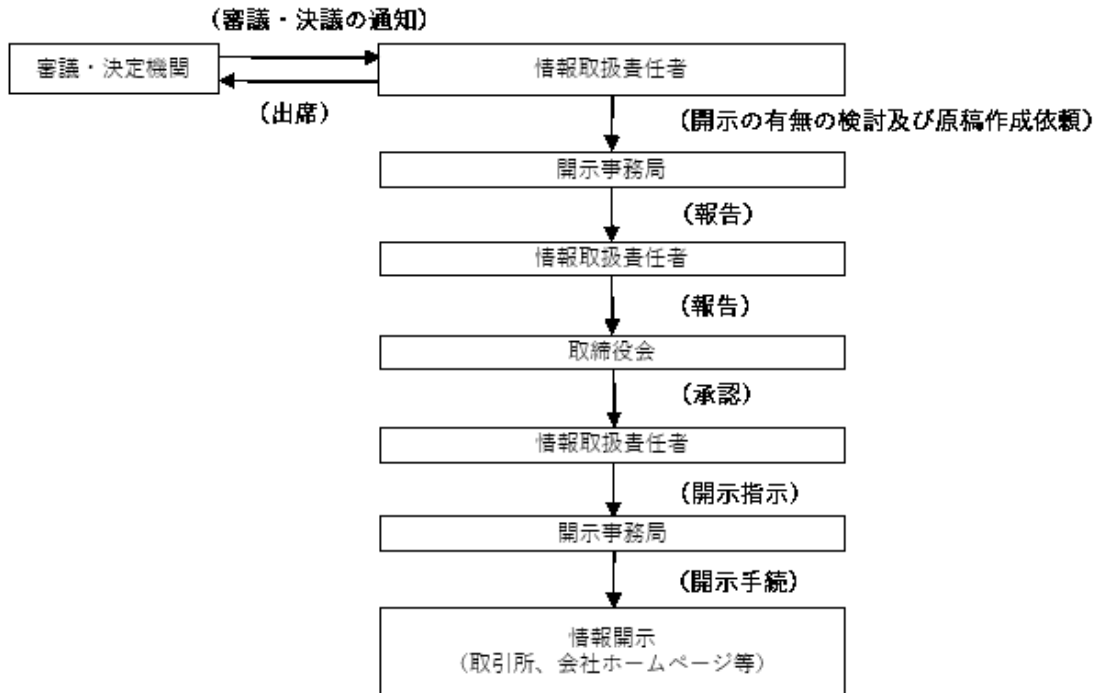 （審議・決議の通知）
審議・決定機関
情報取扱責任者
（出席）
（開示の有無の検討及び原稿作成依頼）
開示事務局
（報告）
情報取扱責任者
（報告）
取締役会
（承認）
情報取扱責任者
（開示指示）
開示事務局
（開示手続）
情報開示
（取引所、会社ホームページ等）